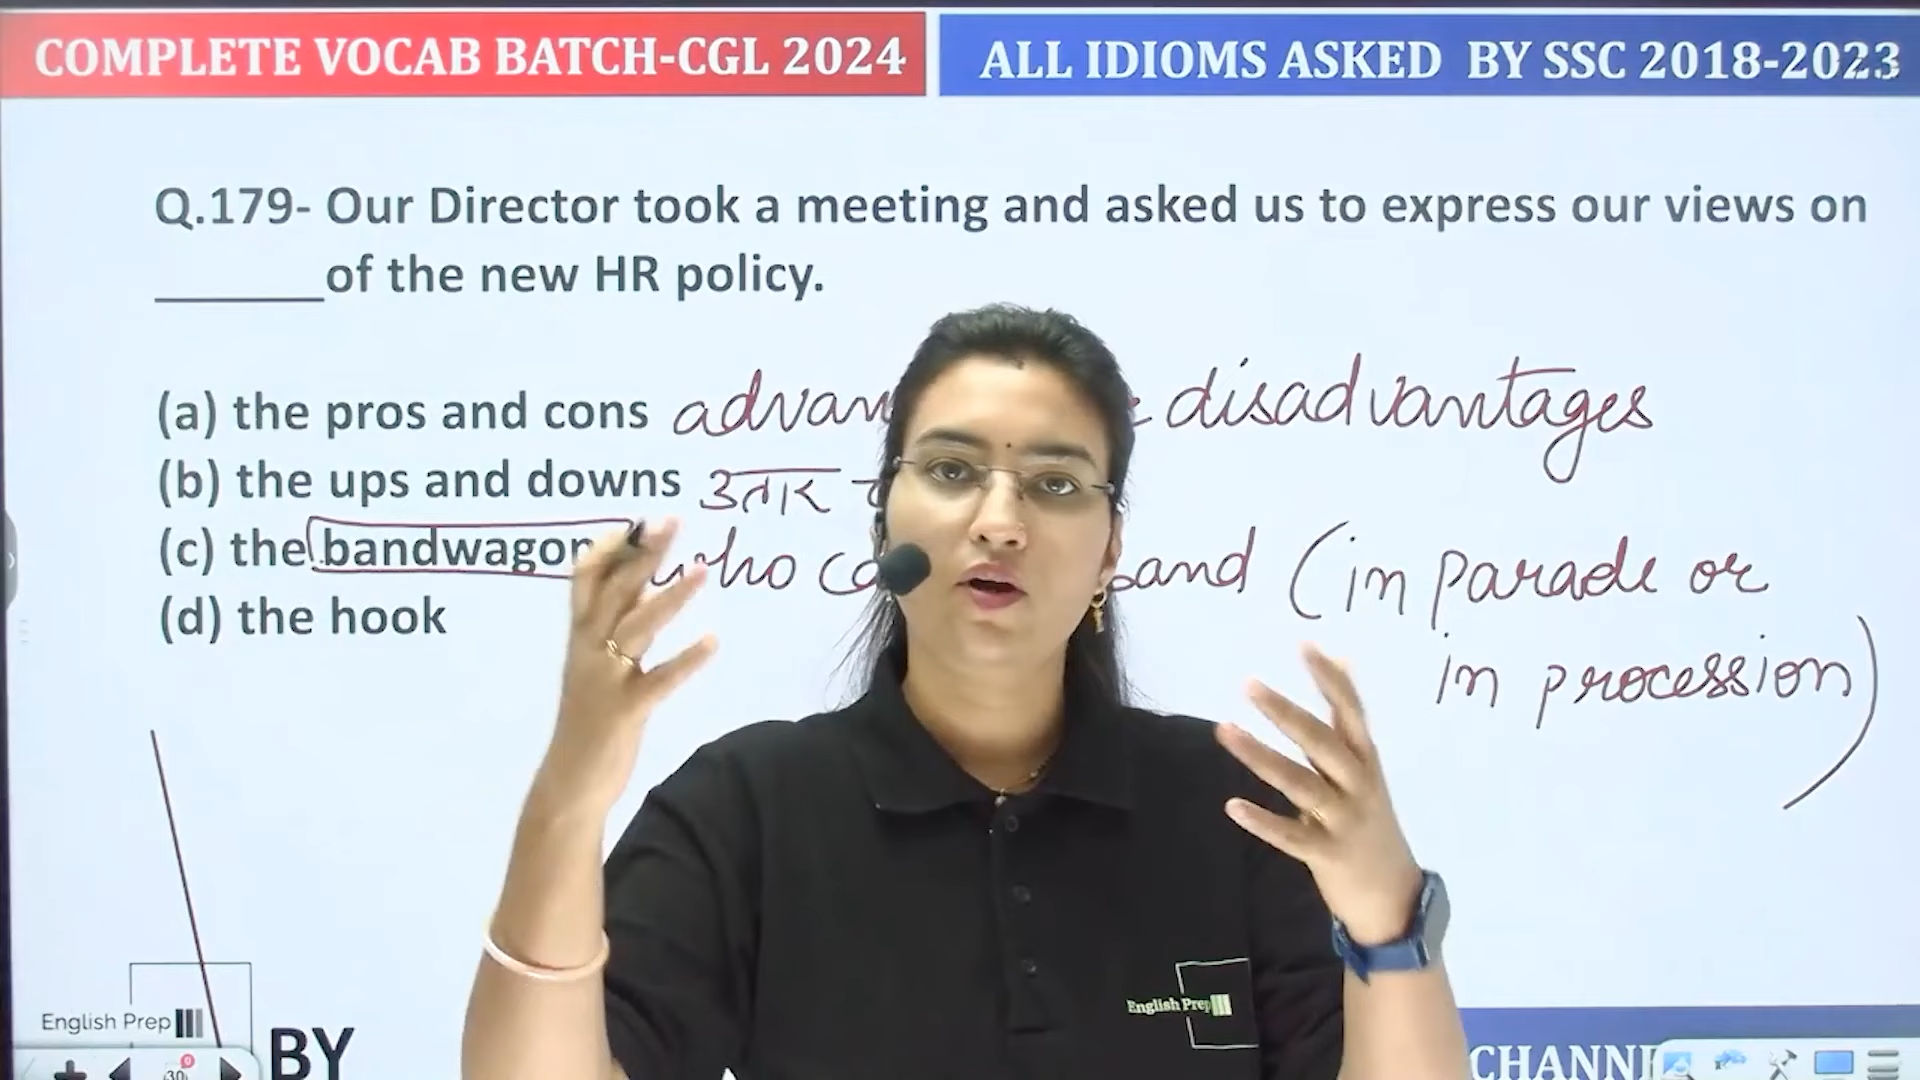 COMPLETE VOCAB BATCH-CGL 2024
ALL IDIOMS ASKED BY SSC 2018-2023
Q.179- Our Director took a meeting and asked us to express our views on
______of the new HR policy.
(a) the pros and cons disadvantages
(b) the ups and downs उतार
(c) the bandwagon who band (in parade or
in procession)
(d) the hook
English Prep
BY
English Prep
30